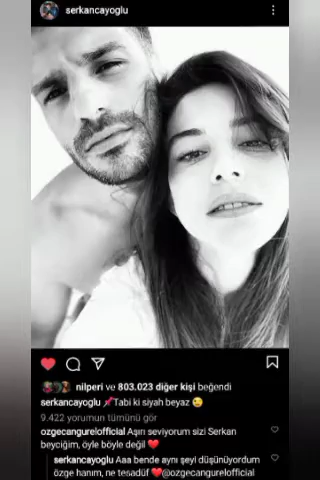 serkancayoglu
nilperi ve 803.023 diğer kişi beğendi
serkancayoglu 📌Tabi ki siyah beyaz 😉
9.422 yorumun tümünü gör
ozgecangurelofficial Aşırı seviyorum sizi Serkan
beyciğim, öyle böyle değil ❤️
serkancayoglu Aaa bende aynı şeyi düşünüyordum
özge hanım, ne tesadüf ❤️@ozgecangurelofficial